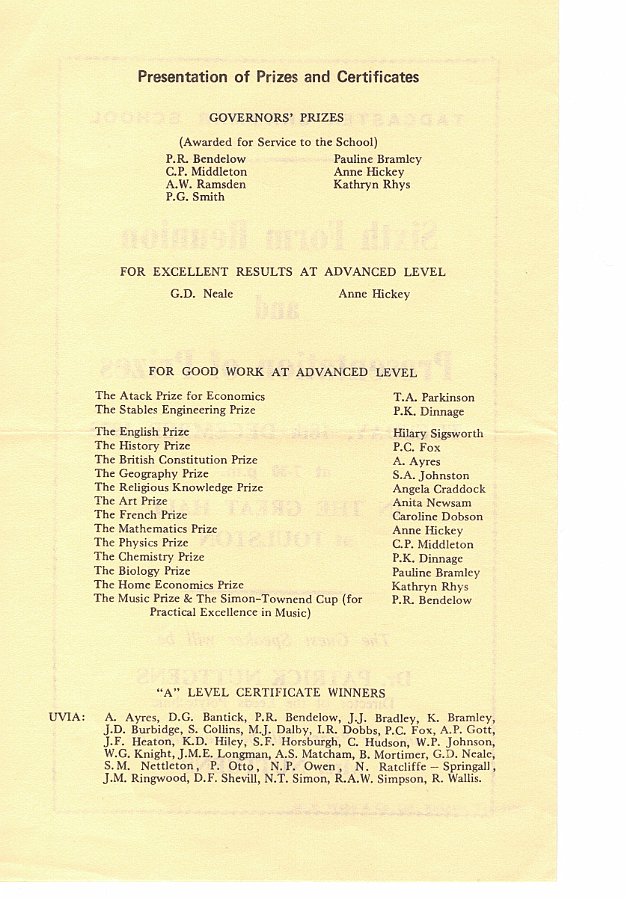 Presentation of Prizes and Certificates
GOVERNORS' PRIZES
(Awarded for Service to the School)
P.R. Bendelow Pauline Bramley
C.P. Middleton Anne Hickey
A.W. Ramsden Kathryn Rhys
P.G. Smith
FOR EXCELLENT RESULTS AT ADVANCED LEVEL
G.D. Neale Anne Hickey
FOR GOOD WORK AT ADVANCED LEVEL
The Atack Prize for Economics T.A. Parkinson
The Stables Engineering Prize P.K. Dinnage
The English Prize Hilary Sigsworth
The History Prize P.C. Fox
The British Constitution Prize A. Ayres
The Geography Prize S.A. Johnston
The Religious Knowledge Prize Angela Craddock
The Art Prize Anita Newsam
The French Prize Caroline Dobson
The Mathematics Prize Anne Hickey
The Physics Prize C.P. Middleton
The Chemistry Prize P.K. Dinnage
The Biology Prize Pauline Bramley
The Home Economics Prize Kathryn Rhys
The Music Prize & The Simon-Townend Cup (for P.R. Bendelow
Practical Excellence in Music)
"A" LEVEL CERTIFICATE WINNERS
UVIA: A. Ayres, D.G. Bantick, P.R. Bendelow, J.J. Bradley, K. Bramley,
J.D. Burbidge, S. Collins, M.J. Dalby, I.R. Dobbs, P.C. Fox, A.P. Gott,
J.F. Heaton, K.D. Hiley, S.F. Horsburgh, C. Hudson, W.P. Johnson,
W.G. Knight, J.M.E. Longman, A.S. Matcham, B. Mortimer, G.D. Neale,
S.M. Nettleton, P. Otto, N.P. Owen, N. Ratcliffe – Springall,
J.M. Ringwood, D.F. Shevill, N.T. Simon, R.A.W. Simpson, R. Wallis.